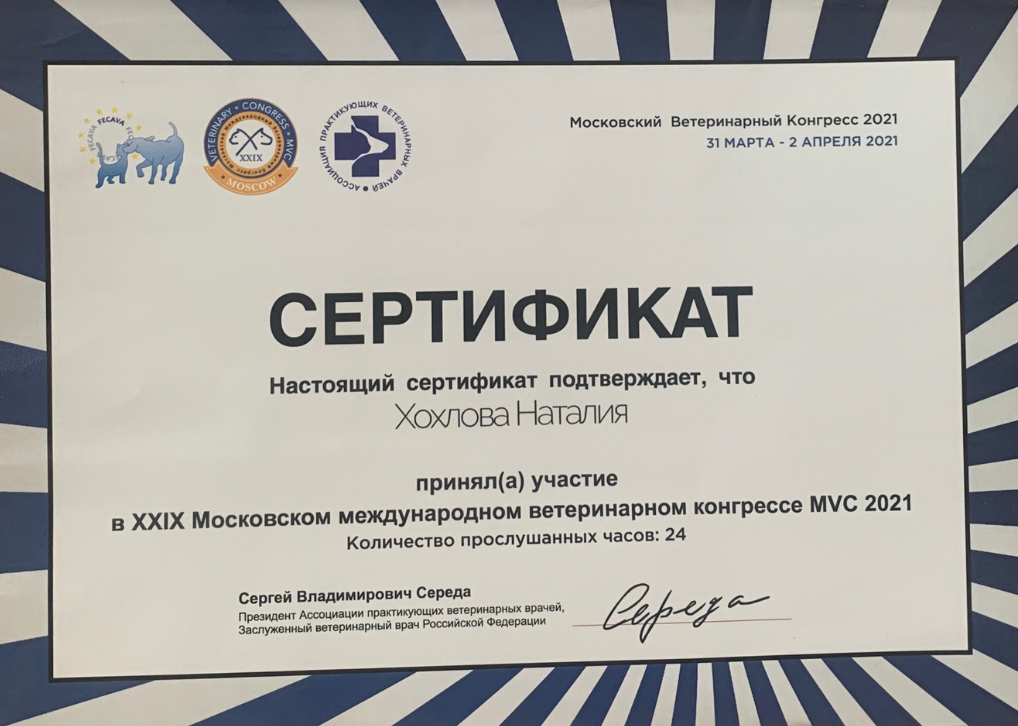 FECAVA FECAVA FECAVA
VETERINARY • CONGRESS • MVC
XXIX
MOSCOW
АССОЦИАЦИЯ ПРАКТИКУЮЩИХ ВЕТЕРИНАРНЫХ ВРАЧЕЙ
Московский Ветеринарный Конгресс 2021
31 МАРТА - 2 АПРЕЛЯ 2021
СЕРТИФИКАТ
Настоящий сертификат подтверждает, что
Хохлова Наталия
принял(а) участие
в XXIX Московском международном ветеринарном конгрессе MVC 2021
Количество прослушанных часов: 24
Сергей Владимирович Середа
Президент Ассоциации практикующих ветеринарных врачей,
Заслуженный ветеринарный врач Российской Федерации
Середа